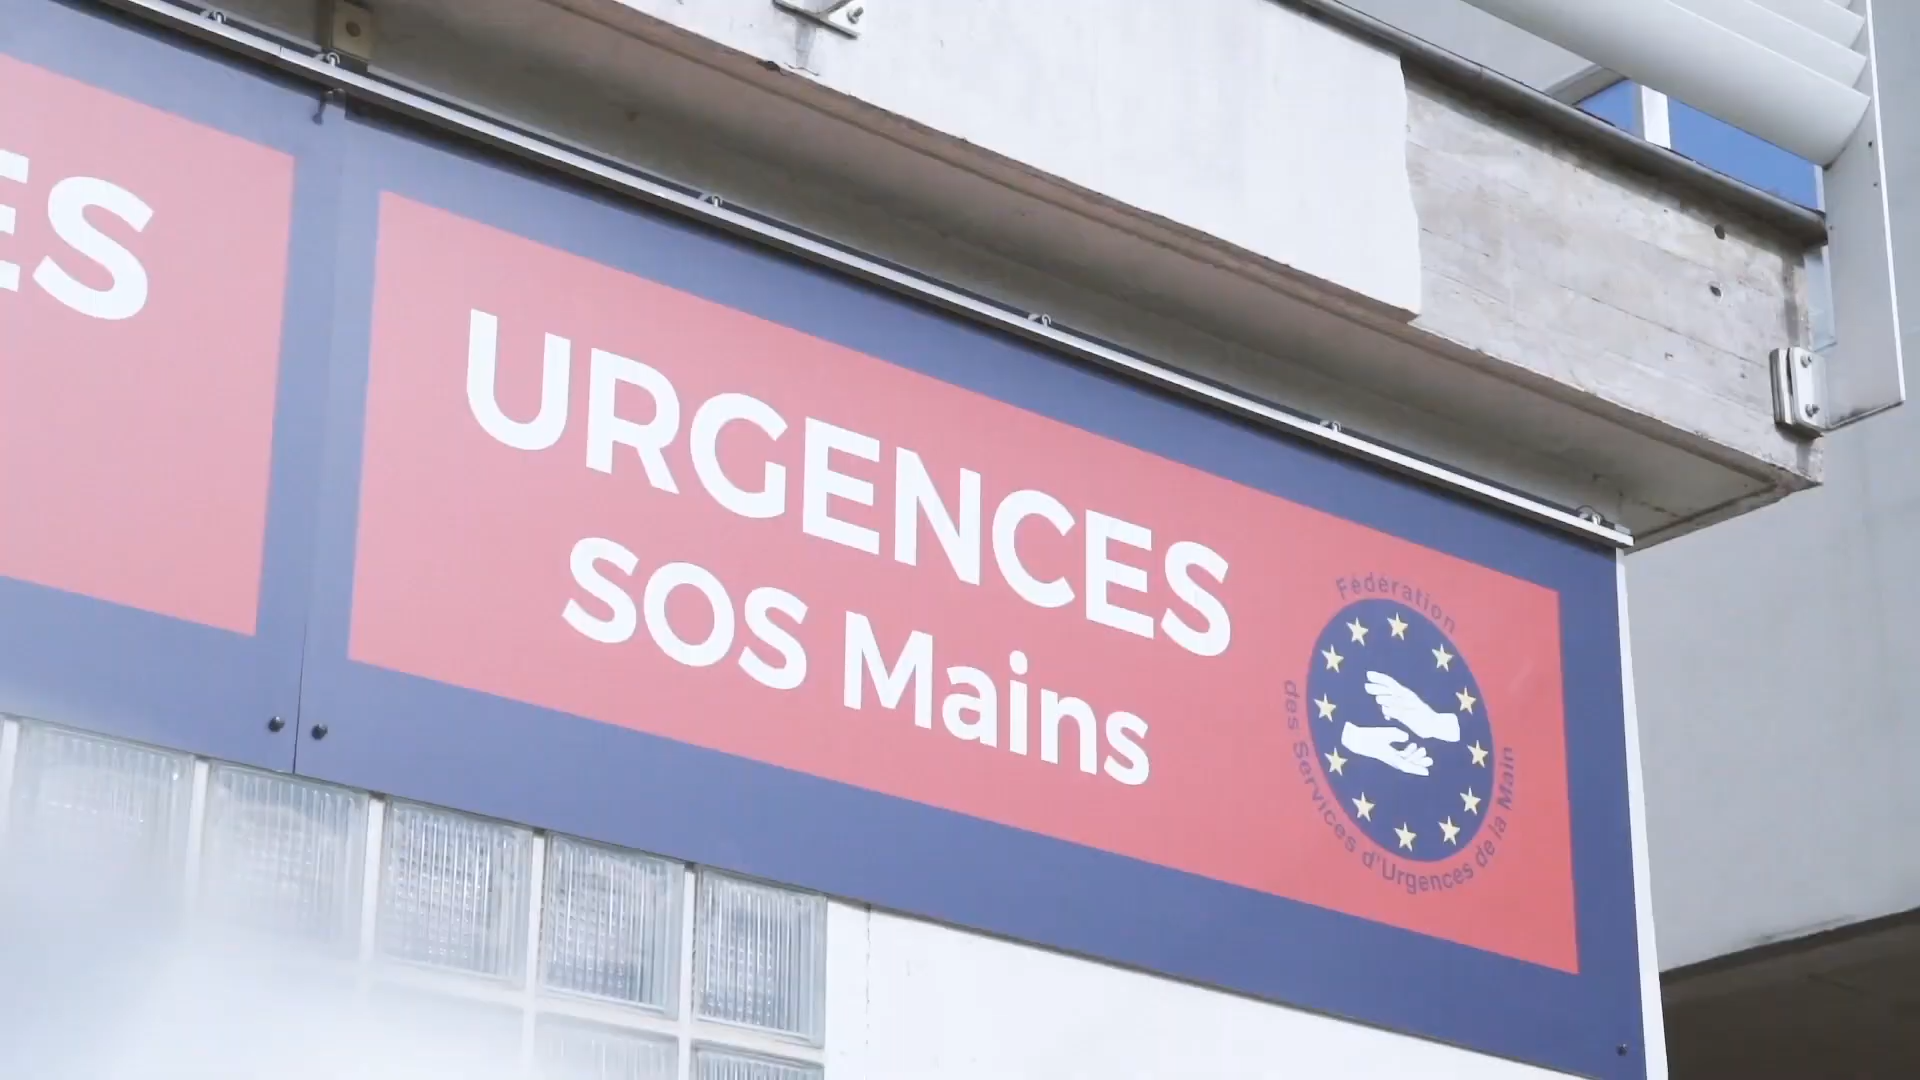 ES
URGENCES
SOS Mains
Fédération
des Services d'Urgences de la Main